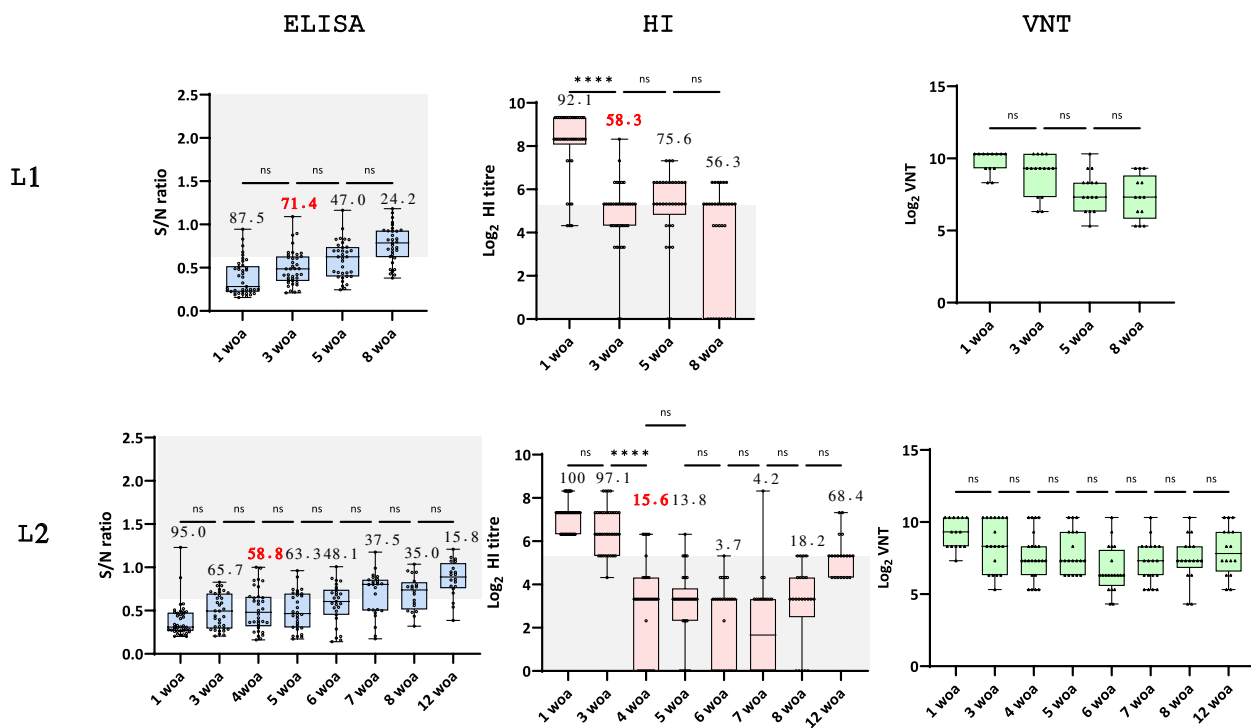 ELISA HI VNT
L1
S/N ratio
2.5
2.0
1.5
1.0
0.5
0.0
ns ns ns
87.5 71.4 47.0 24.2
1 woa 3 woa 5 woa 8 woa
Log2 HI titre
10
8
6
4
2
0
**** ns ns
92.1 58.3 75.6 56.3
1 woa 3 woa 5 woa 8 woa
Log2 VNT
15
10
5
0
ns ns ns
1 woa 3 woa 5 woa 8 woa
L2
S/N ratio
2.5
2.0
1.5
1.0
0.5
0.0
ns ns ns ns ns ns ns
95.0 65.7 58.8 63.3 48.1 37.5 35.0 15.8
1 woa 3 woa 4woa 5 woa 6 woa 7 woa 8 woa 12 woa
Log2 HI titre
10
8
6
4
2
0
ns **** ns ns ns ns ns
100 97.1 15.6 13.8 3.7 4.2 18.2 68.4
1 woa 3 woa 4 woa 5 woa 6 woa 7 woa 8 woa 12 woa
Log2 VNT
15
10
5
0
ns ns ns ns ns ns ns
1 woa 3 woa 4 woa 5 woa 6 woa 7 woa 8 woa 12 woa